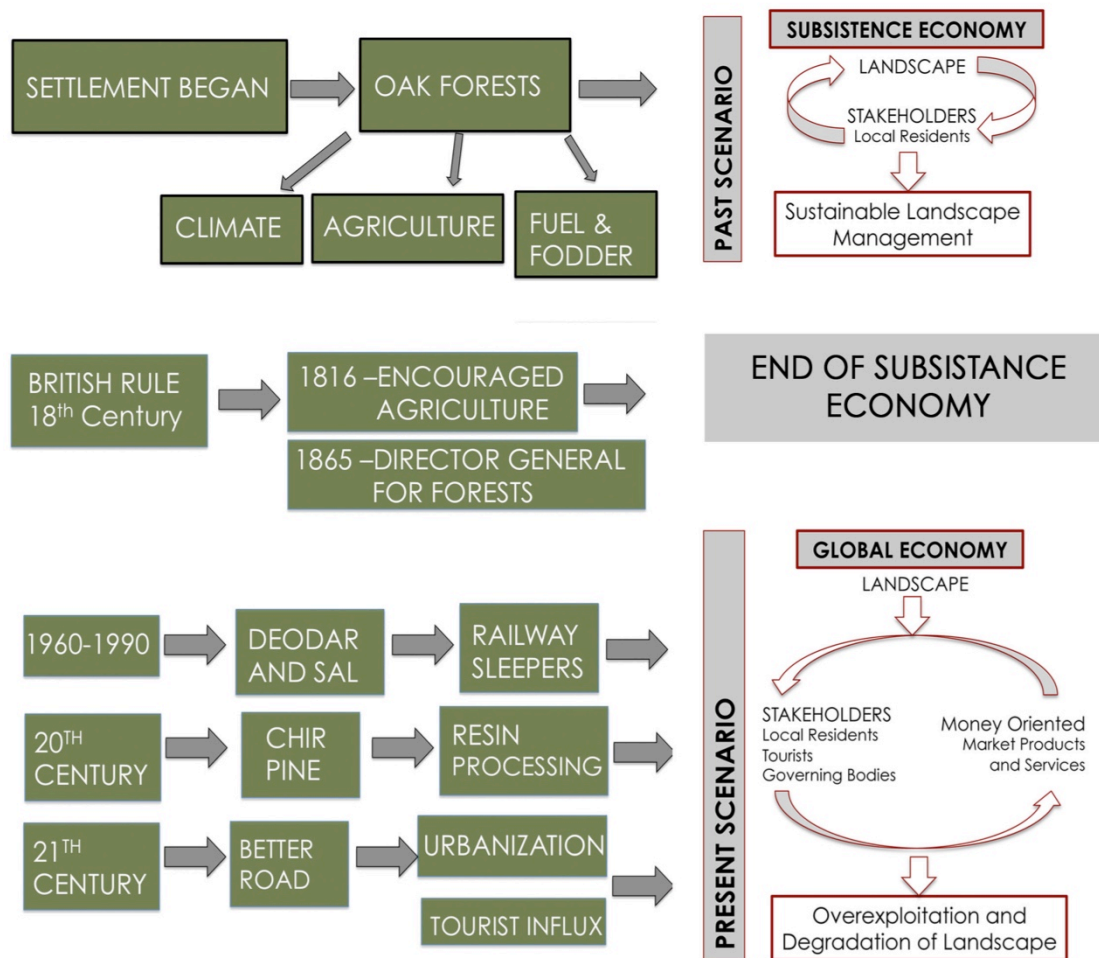 SETTLEMENT BEGAN
OAK FORESTS
CLIMATE
AGRICULTURE
FUEL &
FODDER
PAST SCENARIO
SUBSISTENCE ECONOMY
LANDSCAPE
STAKEHOLDERS
Local Residents
Sustainable Landscape
Management
BRITISH RULE
18th Century
1816 –ENCOURAGED
AGRICULTURE
1865 –DIRECTOR GENERAL
FOR FORESTS
END OF SUBSISTANCE
ECONOMY
1960-1990
DEODAR
AND SAL
RAILWAY
SLEEPERS
20TH
CENTURY
CHIR
PINE
RESIN
PROCESSING
21TH
CENTURY
BETTER
ROAD
URBANIZATION
TOURIST INFLUX
PRESENT SCENARIO
GLOBAL ECONOMY
LANDSCAPE
STAKEHOLDERS
Local Residents
Tourists
Governing Bodies
Money Oriented
Market Products
and Services
Overexploitation and
Degradation of Landscape